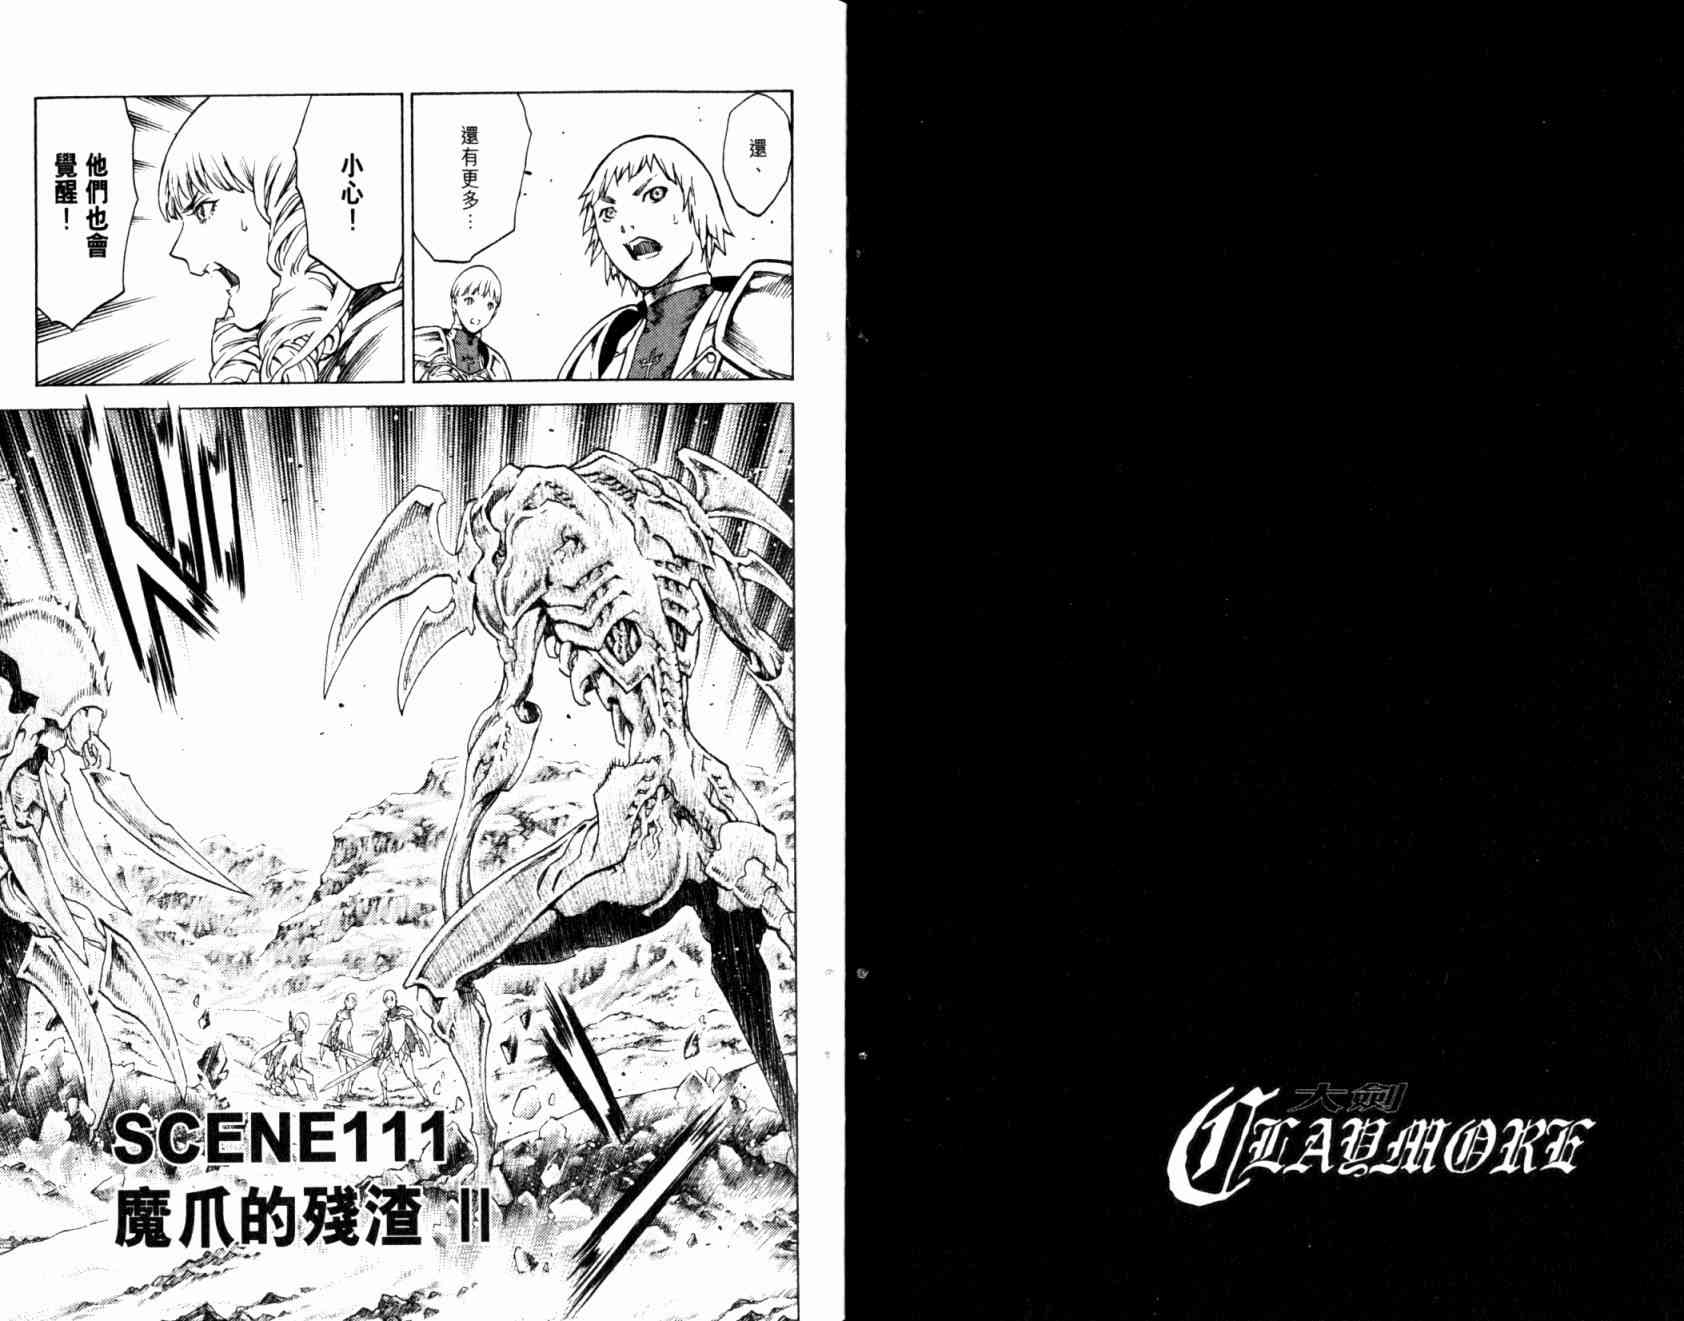 大劍
CLAYMORE
還、
還有更多…
小心！
他們也會
覺醒！
SCENE111
魔爪的殘渣 II